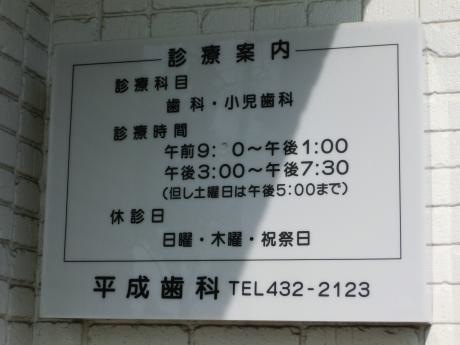 診療案内
診療科目
歯科・小児歯科
診療時間
午前9: 0〜午後1:00
午後3:00〜午後7:30
(但し土曜日は午後5:00まで)
休診日
日曜・木曜・祝祭日
平成歯科 TEL432-2123